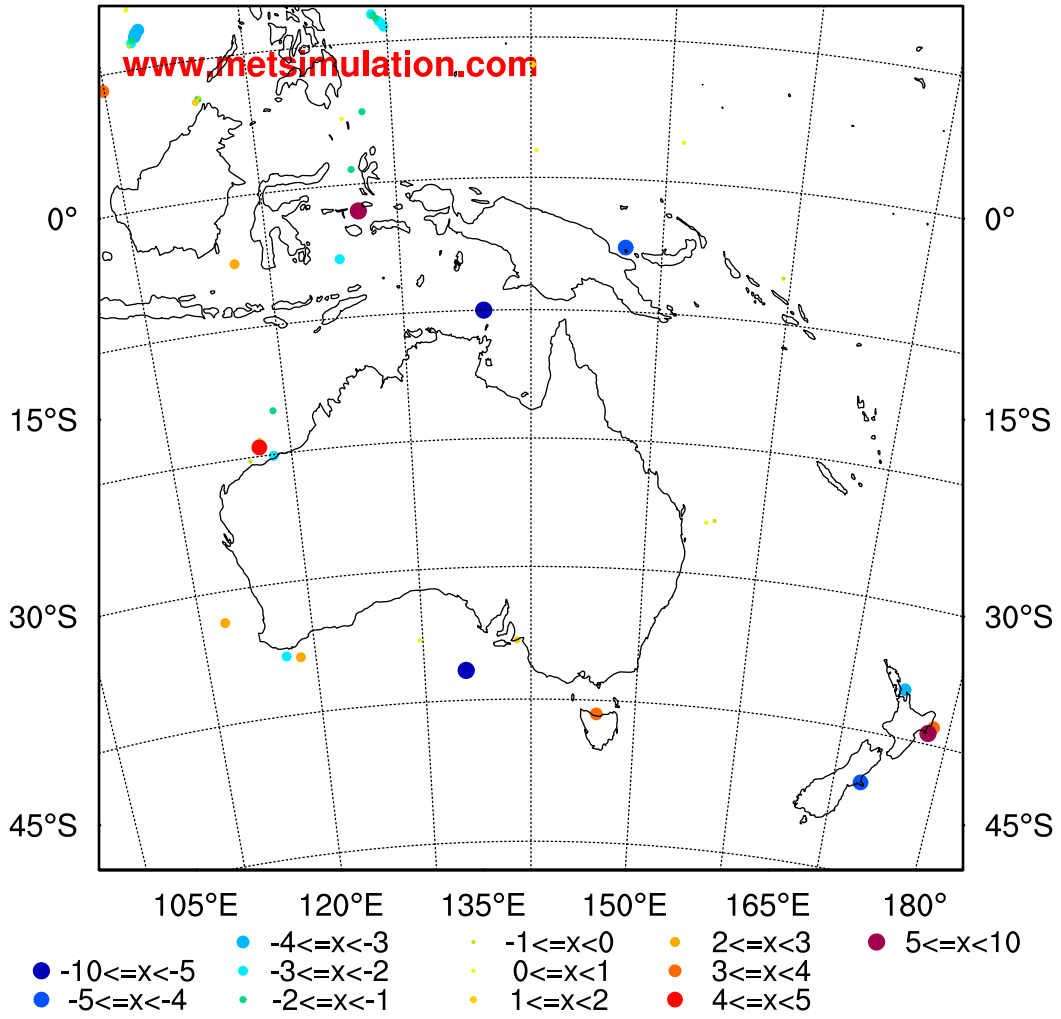 www.metsimulation.com
0° 0°
15°S 15°S
30°S 30°S
45°S 45°S
105°E 120°E 135°E 150°E 165°E 180°
-4<=x<-3 -1<=x<0 2<=x<3 5<=x<10
-10<=x<-5 -3<=x<-2 0<=x<1 3<=x<4
-5<=x<-4 -2<=x<-1 1<=x<2 4<=x<5